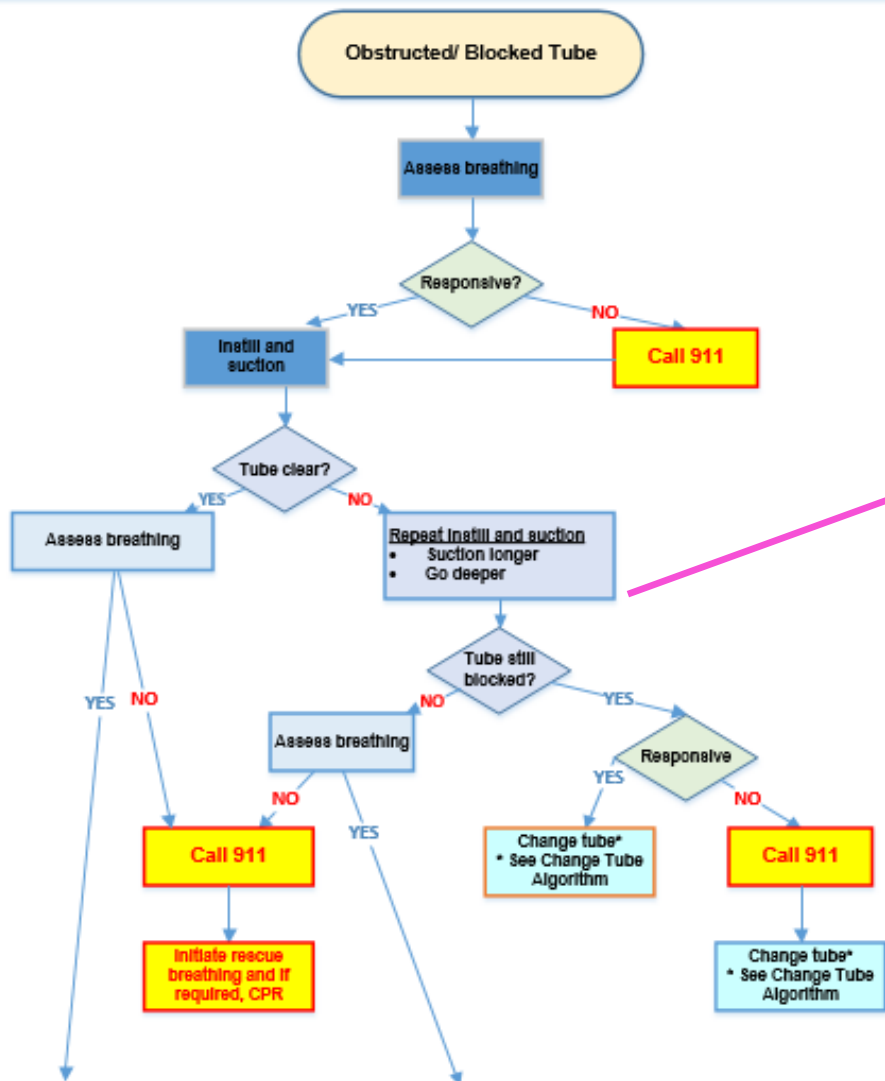 Obstructed/ Blocked Tube
Assess breathing
Responsive?
YES
NO
Instill and
suction
Call 911
Tube clear?
YES
NO
Assess breathing
Repeat instill and suction
• Suction longer
• Go deeper
Tube still
blocked?
YES
NO
NO
YES
Assess breathing
Responsive
YES
NO
NO
YES
Call 911
Change tube*
* See Change Tube
Algorithm
Call 911
Initiate rescue
breathing and if
required, CPR
Change tube*
* See Change Tube
Algorithm